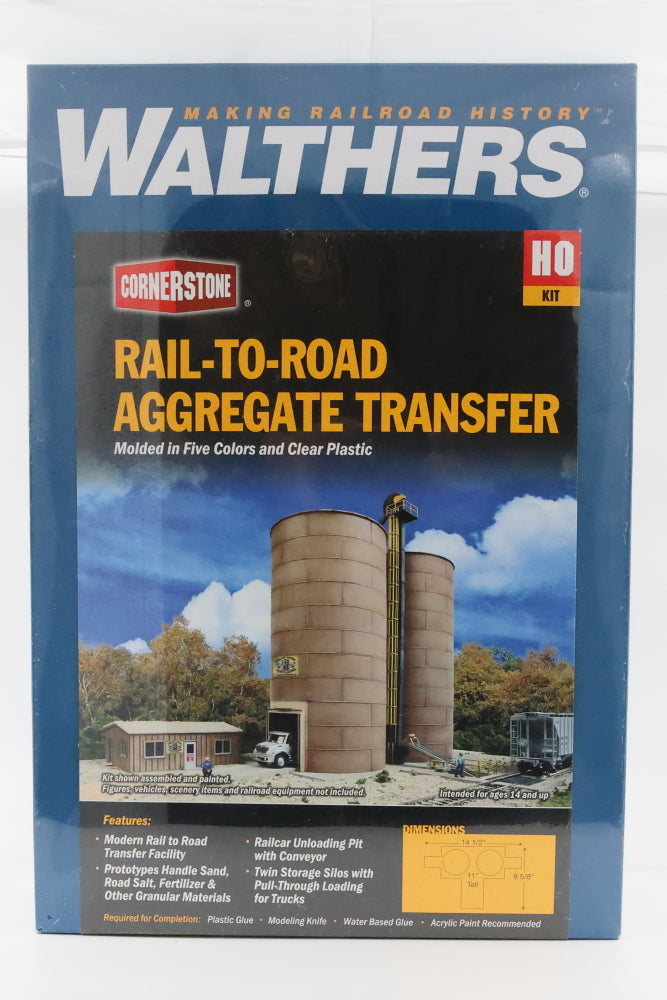 MAKING RAILROAD HISTORY™
WALTHERS®
HO
KIT
CORNERSTONE®
RAIL-TO-ROAD
AGGREGATE TRANSFER
Molded in Five Colors and Clear Plastic
Kit shown assembled and painted.
Figures, vehicles, scenery items and railroad equipment not included.
Intended for ages 14 and up
Features:
• Modern Rail to Road
Transfer Facility
• Prototypes Handle Sand,
Road Salt, Fertilizer &
Other Granular Materials
• Railcar Unloading Pit
with Conveyor
• Twin Storage Silos with
Pull-Through Loading
for Trucks
DIMENSIONS
14 1/2"
11"
Tall
9 5/8"
Required for Completion: Plastic Glue • Modeling Knife • Water Based Glue • Acrylic Paint Recommended